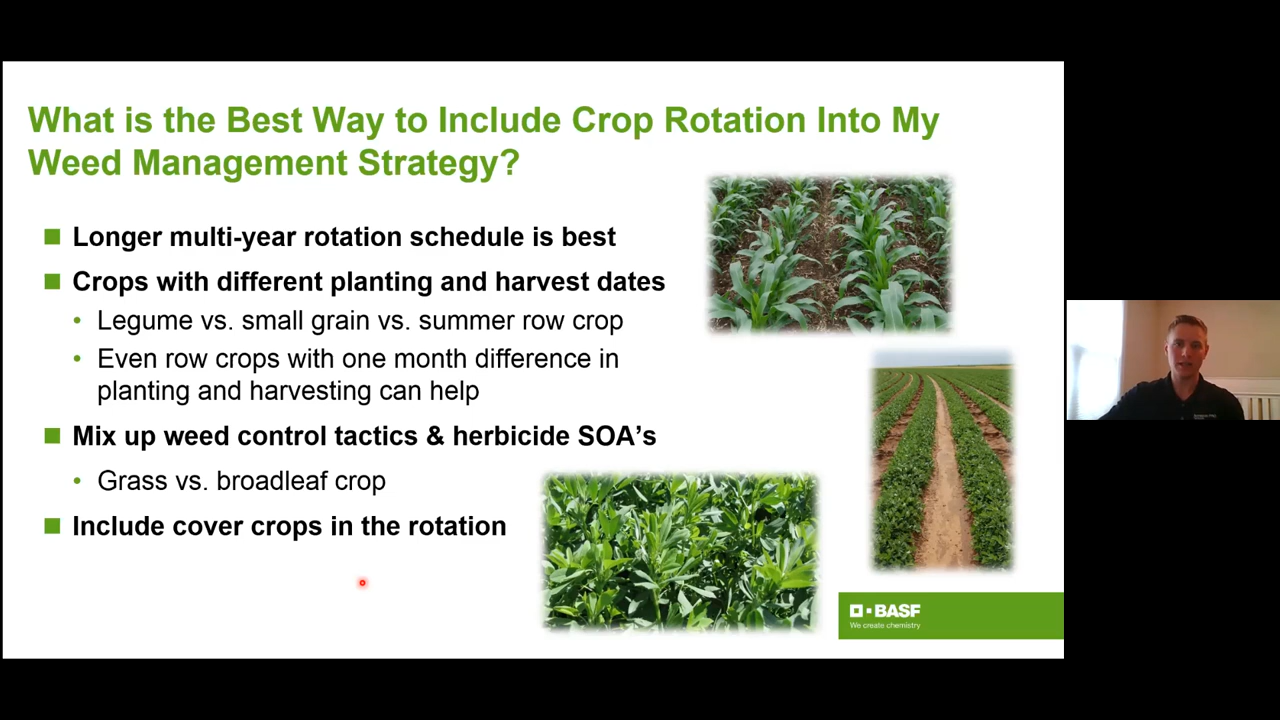 What is the Best Way to Include Crop Rotation Into My
Weed Management Strategy?
Longer multi-year rotation schedule is best
Crops with different planting and harvest dates
Legume vs. small grain vs. summer row crop
Even row crops with one month difference in
planting and harvesting can help
Mix up weed control tactics & herbicide SOA's
Grass vs. broadleaf crop
Include cover crops in the rotation
BASF
We create chemistry